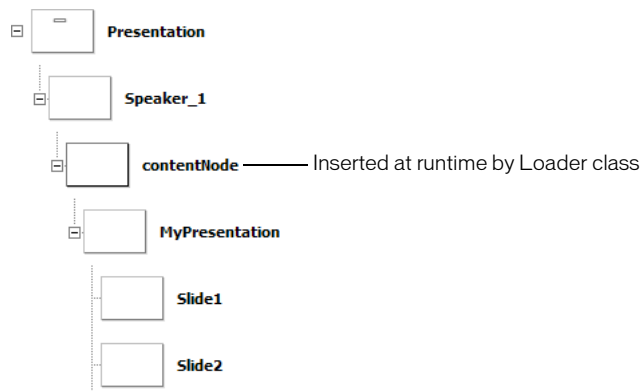 Presentation
Speaker_1
contentNode Inserted at runtime by Loader class
MyPresentation
Slide1
Slide2